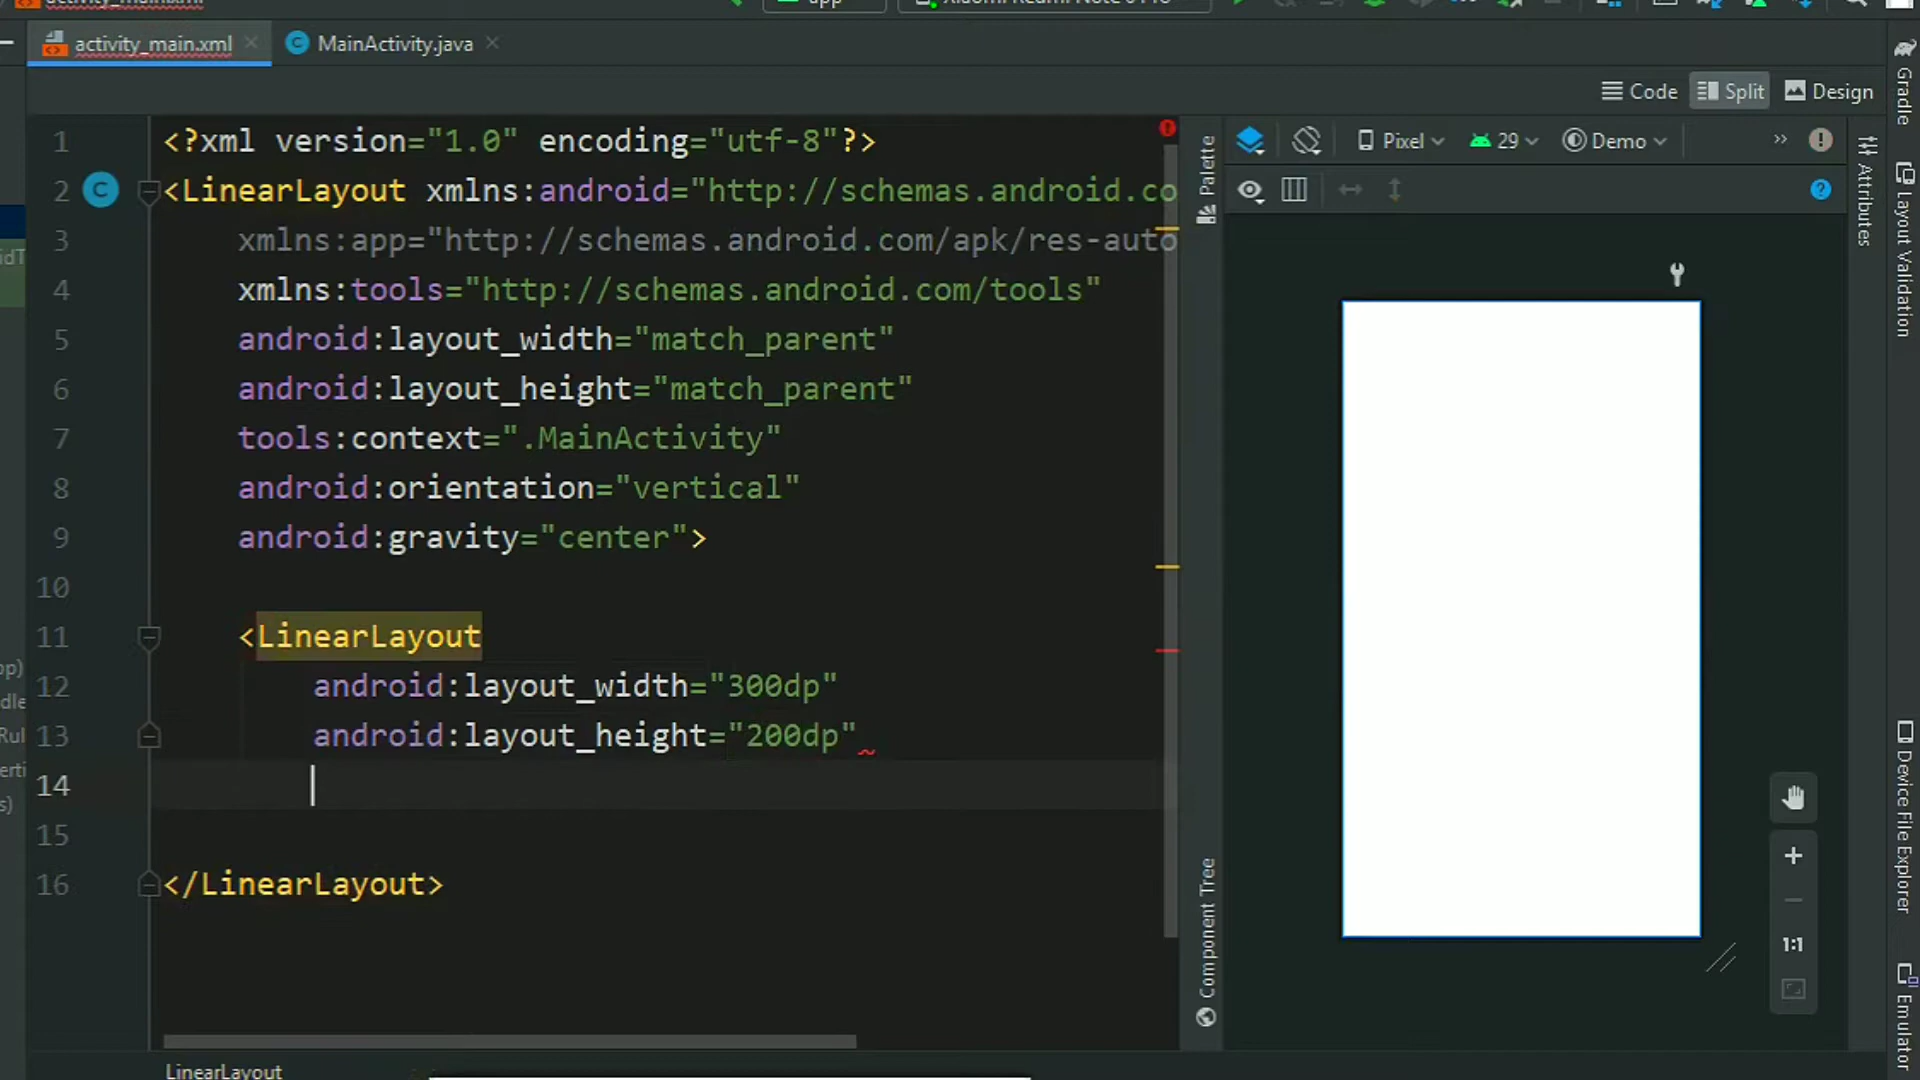 app
activity_main.xml
MainActivity.java
Code
Split
Design
Pixel
29
Demo
1 <?xml version="1.0" encoding="utf-8"?>
2 <LinearLayout xmlns:android="http://schemas.android.co
3 xmlns:app="http://schemas.android.com/apk/res-auto
4 xmlns:tools="http://schemas.android.com/tools"
5 android:layout_width="match_parent"
6 android:layout_height="match_parent"
7 tools:context=".MainActivity"
8 android:orientation="vertical"
9 android:gravity="center">
10
11 <LinearLayout
12 android:layout_width="300dp"
13 android:layout_height="200dp"
14
15
16 </LinearLayout>
LinearLayout
Palette
Component Tree
1:1
Attributes
Gradle
Layout Validation
Device File Explorer
Emulator